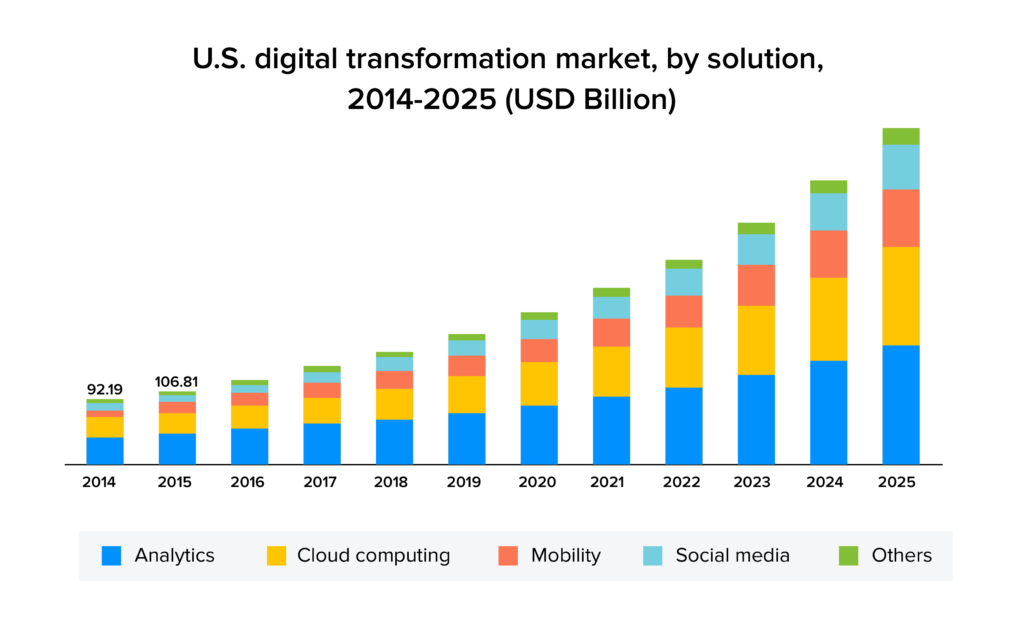 U.S. digital transformation market, by solution,
2014-2025 (USD Billion)
92.19
106.81
2014 2015 2016 2017 2018 2019 2020 2021 2022 2023 2024 2025
Analytics Cloud computing Mobility Social media Others